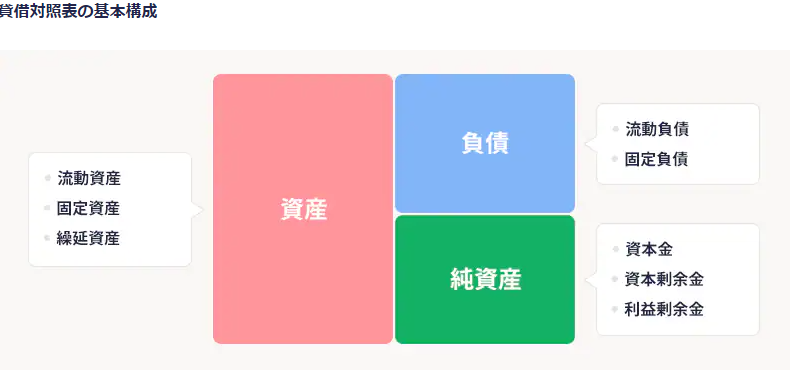 貸借対照表の基本構成
流動資産
固定資産
繰延資産
資産
負債
純資産
流動負債
固定負債
資本金
資本剰余金
利益剰余金